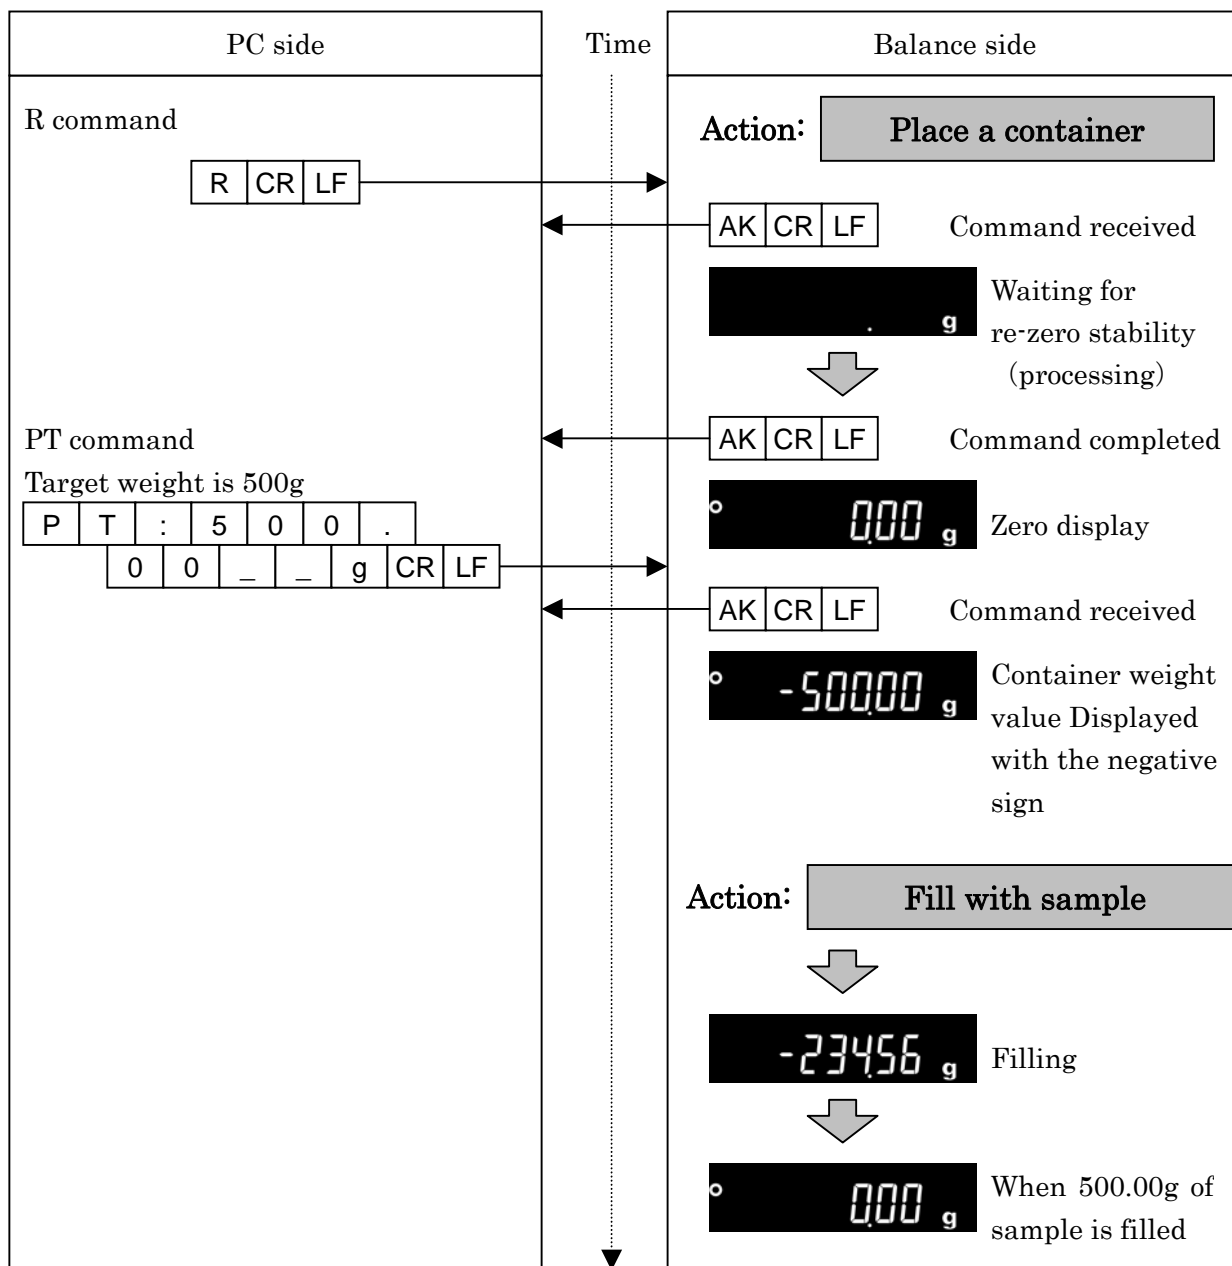 PC side
Time
Balance side
R command
Action:
Place a container
R CR LF
AK CR LF
Command received
. g
Waiting for
re-zero stability
(processing)
AK CR LF
Command completed
PT command
Target weight is 500g
P T : 5 0 0 .
0 0 _ _ g CR LF
0.00 g
Zero display
AK CR LF
Command received
-500.00 g
Container weight
value Displayed
with the negative
sign
Action:
Fill with sample
-234.56 g
Filling
0.00 g
When 500.00g of
sample is filled